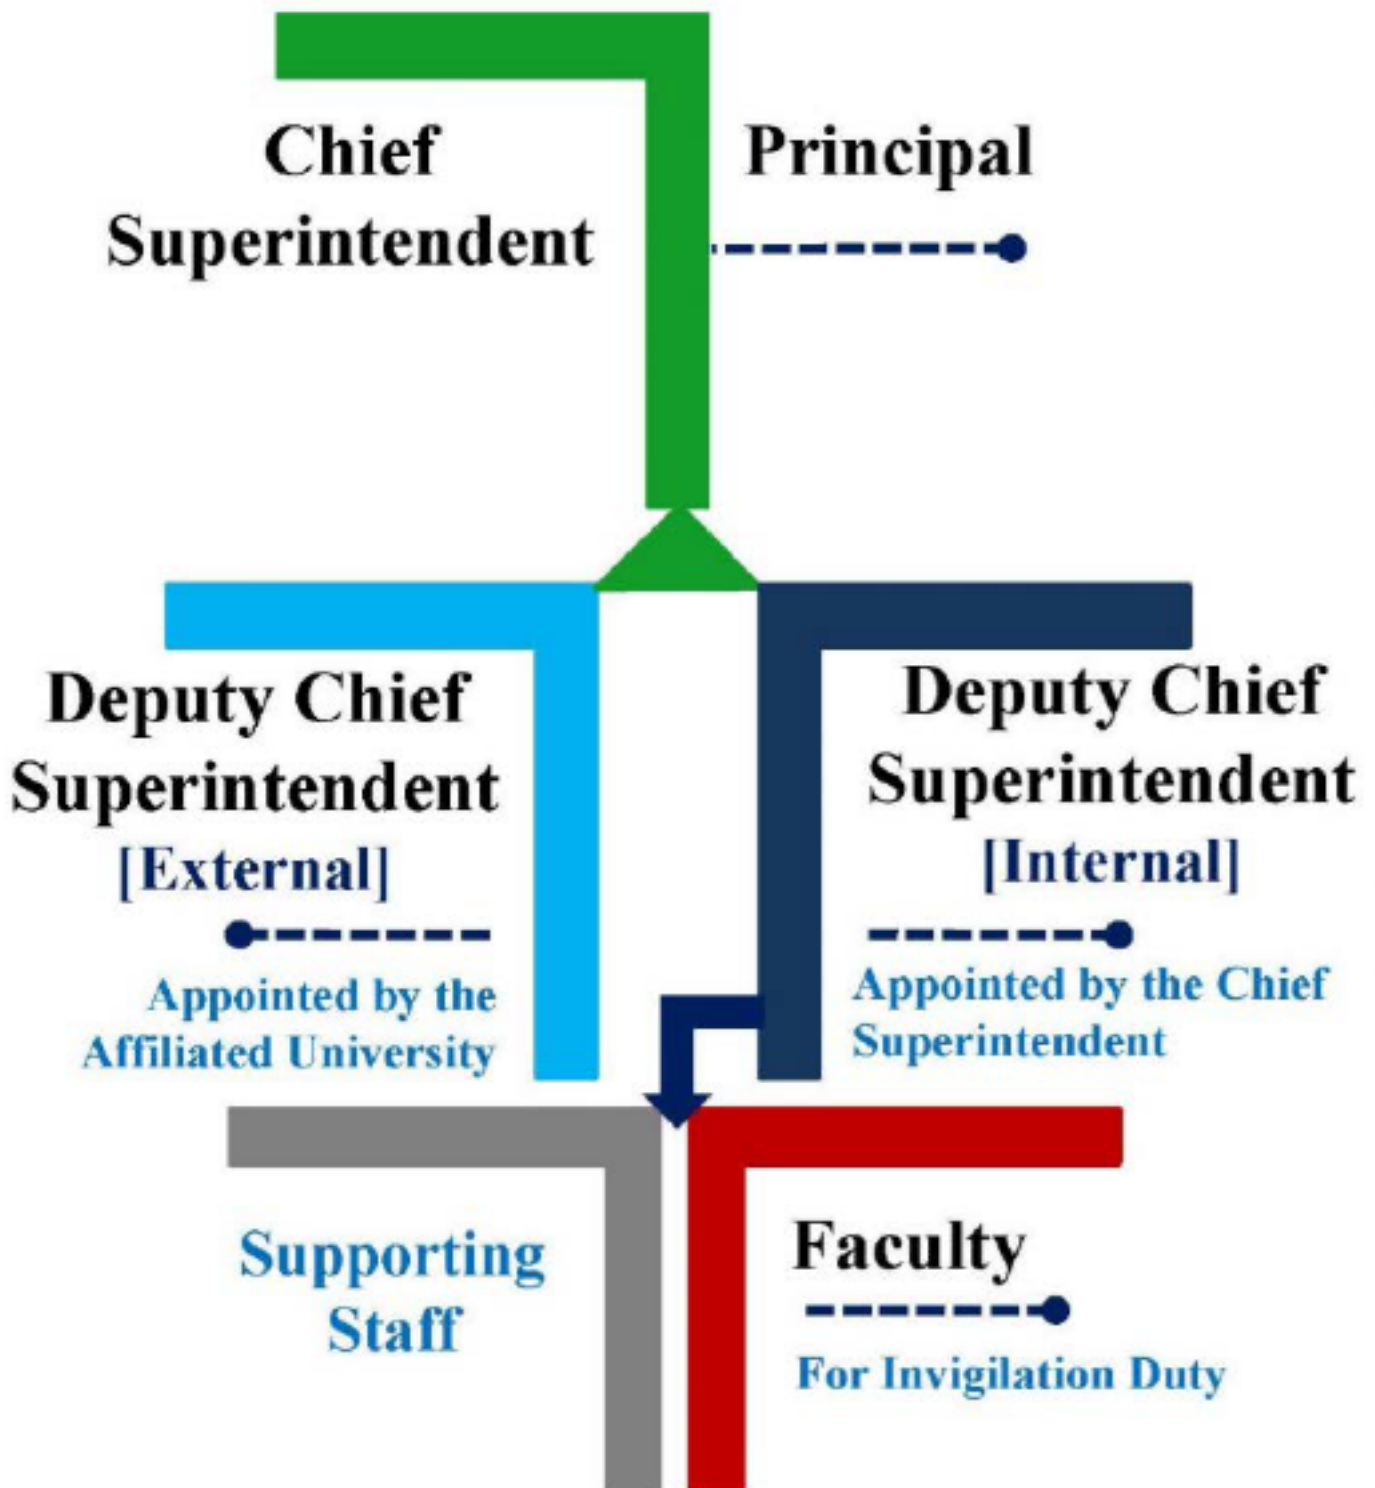 Chief
Superintendent
Principal
Deputy Chief
Superintendent
[External]
Appointed by the
Affiliated University
Deputy Chief
Superintendent
[Internal]
Appointed by the Chief
Superintendent
Supporting
Staff
Faculty
For Invigilation Duty